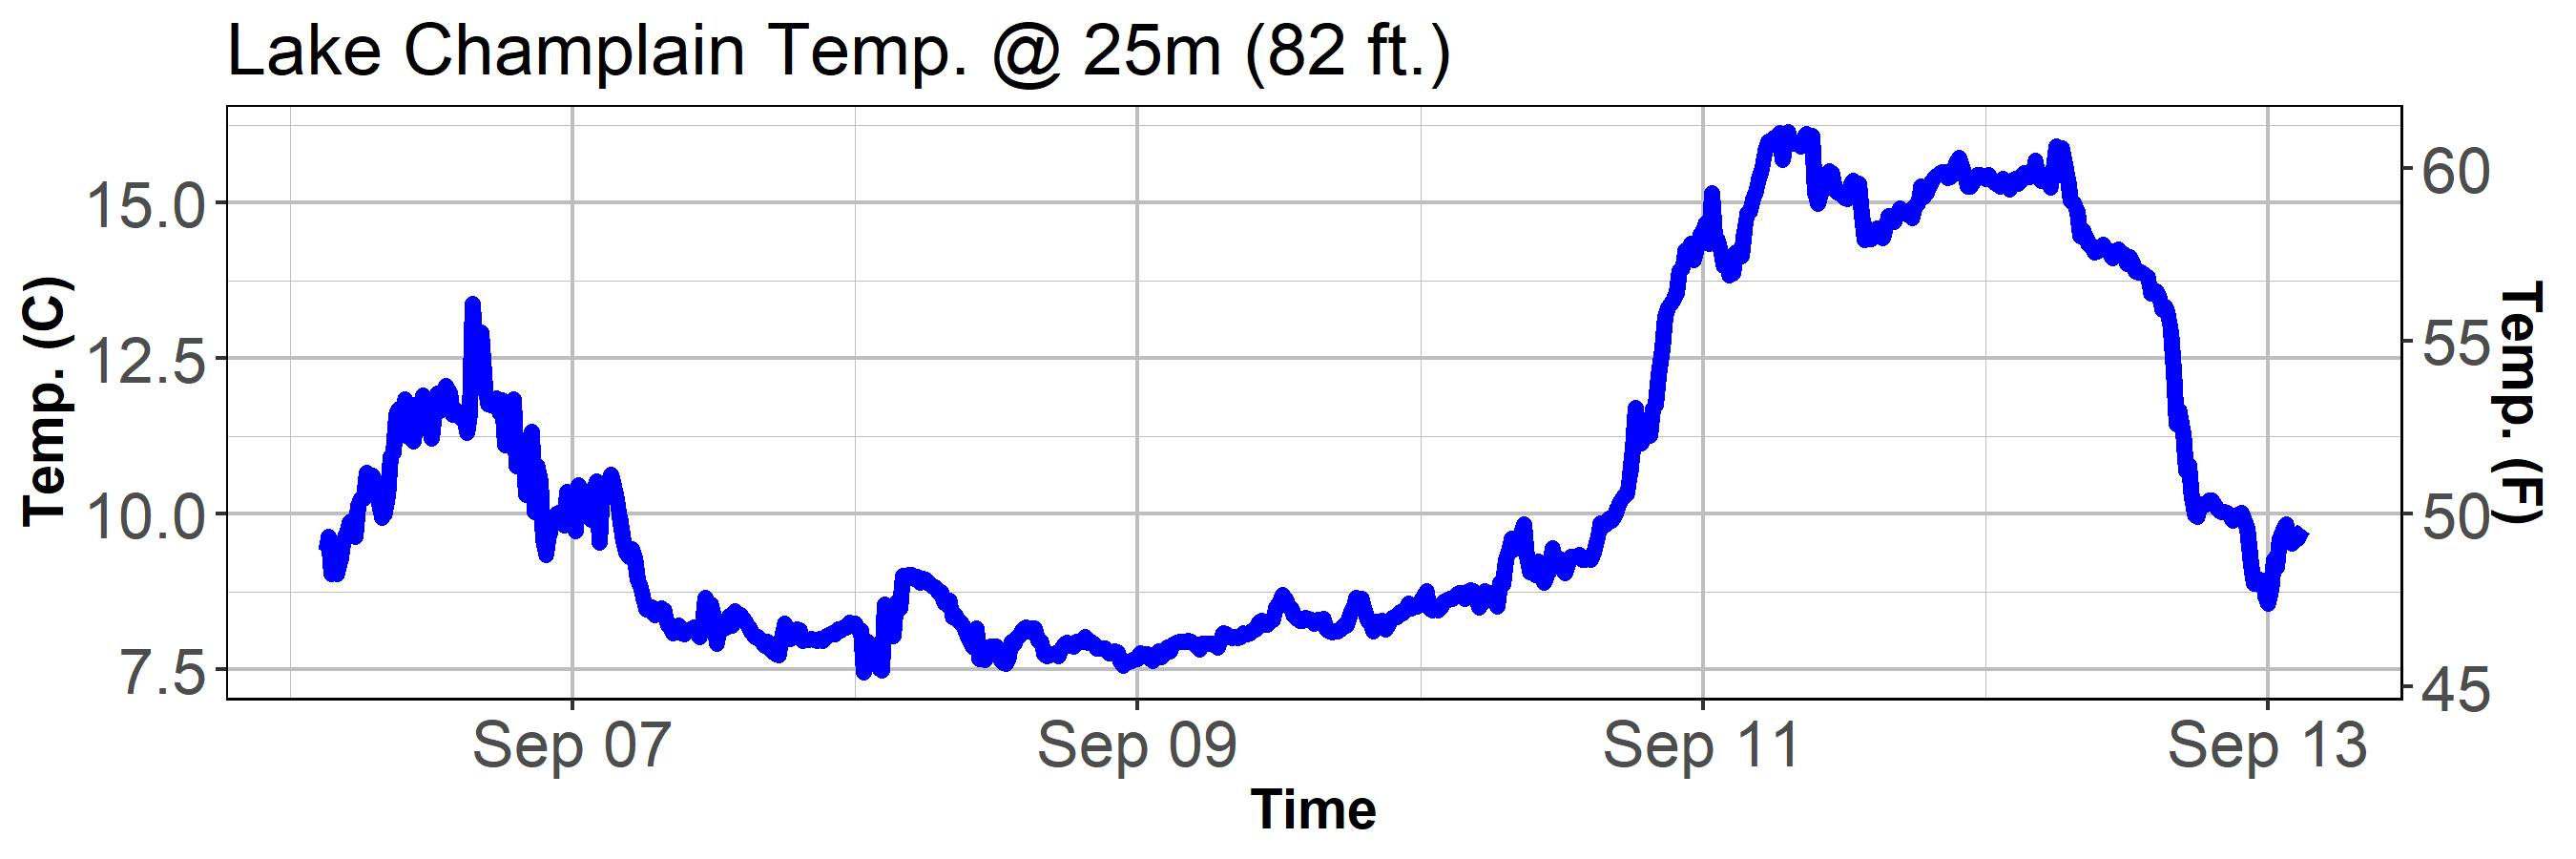 Lake Champlain Temp. @ 25m (82 ft.)
Temp. (C)
15.0
12.5
10.0
7.5
60
55
50
45
Temp. (F)
Sep 07
Sep 09
Sep 11
Sep 13
Time